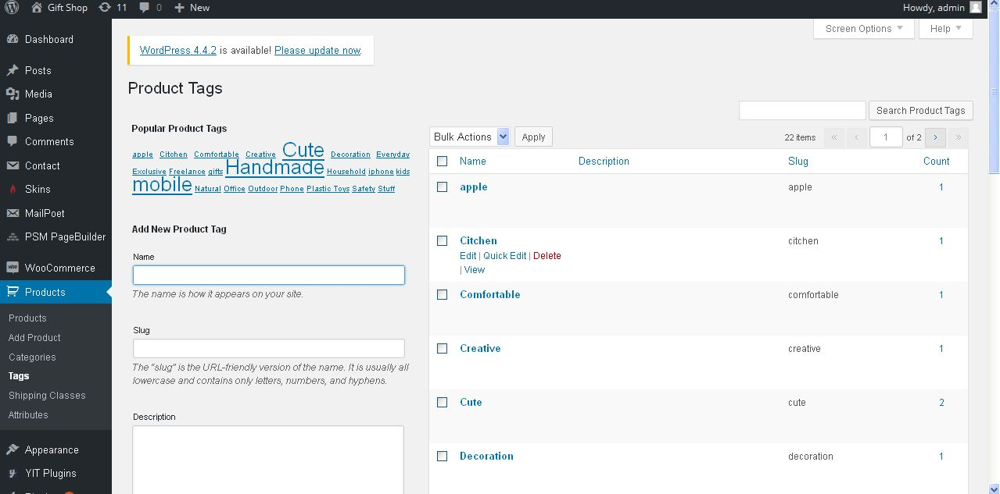 Gift Shop 11 0 + New Howdy, admin
Screen Options Help
WordPress 4.4.2 is available! Please update now.
Dashboard
Posts
Media
Pages
Comments
Contact
Skins
MailPoet
PSM PageBuilder
WooCommerce
Products
Products
Add Product
Categories
Tags
Shipping Classes
Attributes
Appearance
YIT Plugins
Product Tags
Search Product Tags
Popular Product Tags
apple Citchen Comfortable Creative Cute Decoration Everyday
Exclusive Freelance gifts Handmade Household iphone kids
mobile Natural Office Outdoor Phone Plastic Toys Safety Stuff
Add New Product Tag
Name
The name is how it appears on your site.
Slug
The "slug" is the URL-friendly version of the name. It is usually all
lowercase and contains only letters, numbers, and hyphens.
Description
Bulk Actions Apply 22 items « ‹ 1 of 2 › »
Name Description Slug Count
apple apple 1
Citchen citchen 1
Edit | Quick Edit | Delete
| View
Comfortable comfortable 1
Creative creative 1
Cute cute 2
Decoration decoration 1